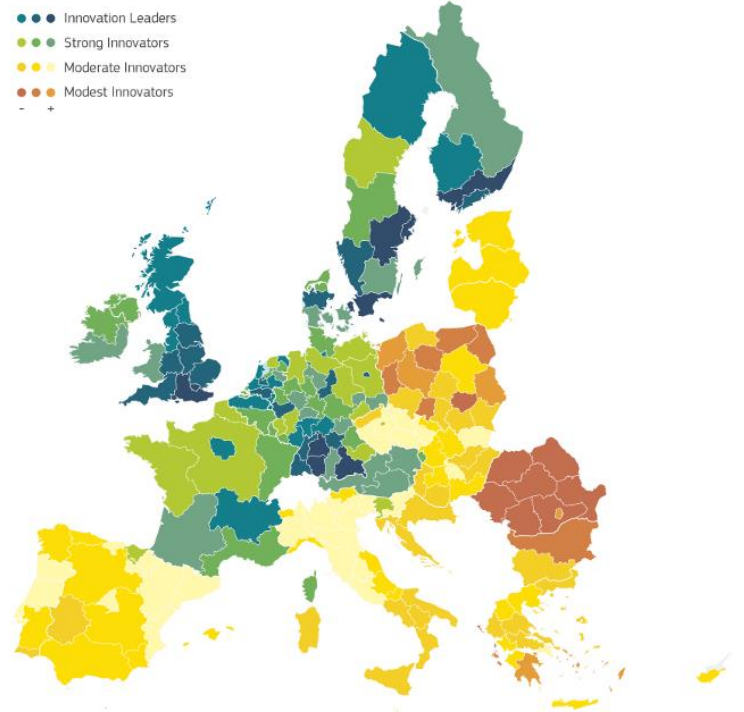 Innovation Leaders
Strong Innovators
Moderate Innovators
Modest Innovators
- +